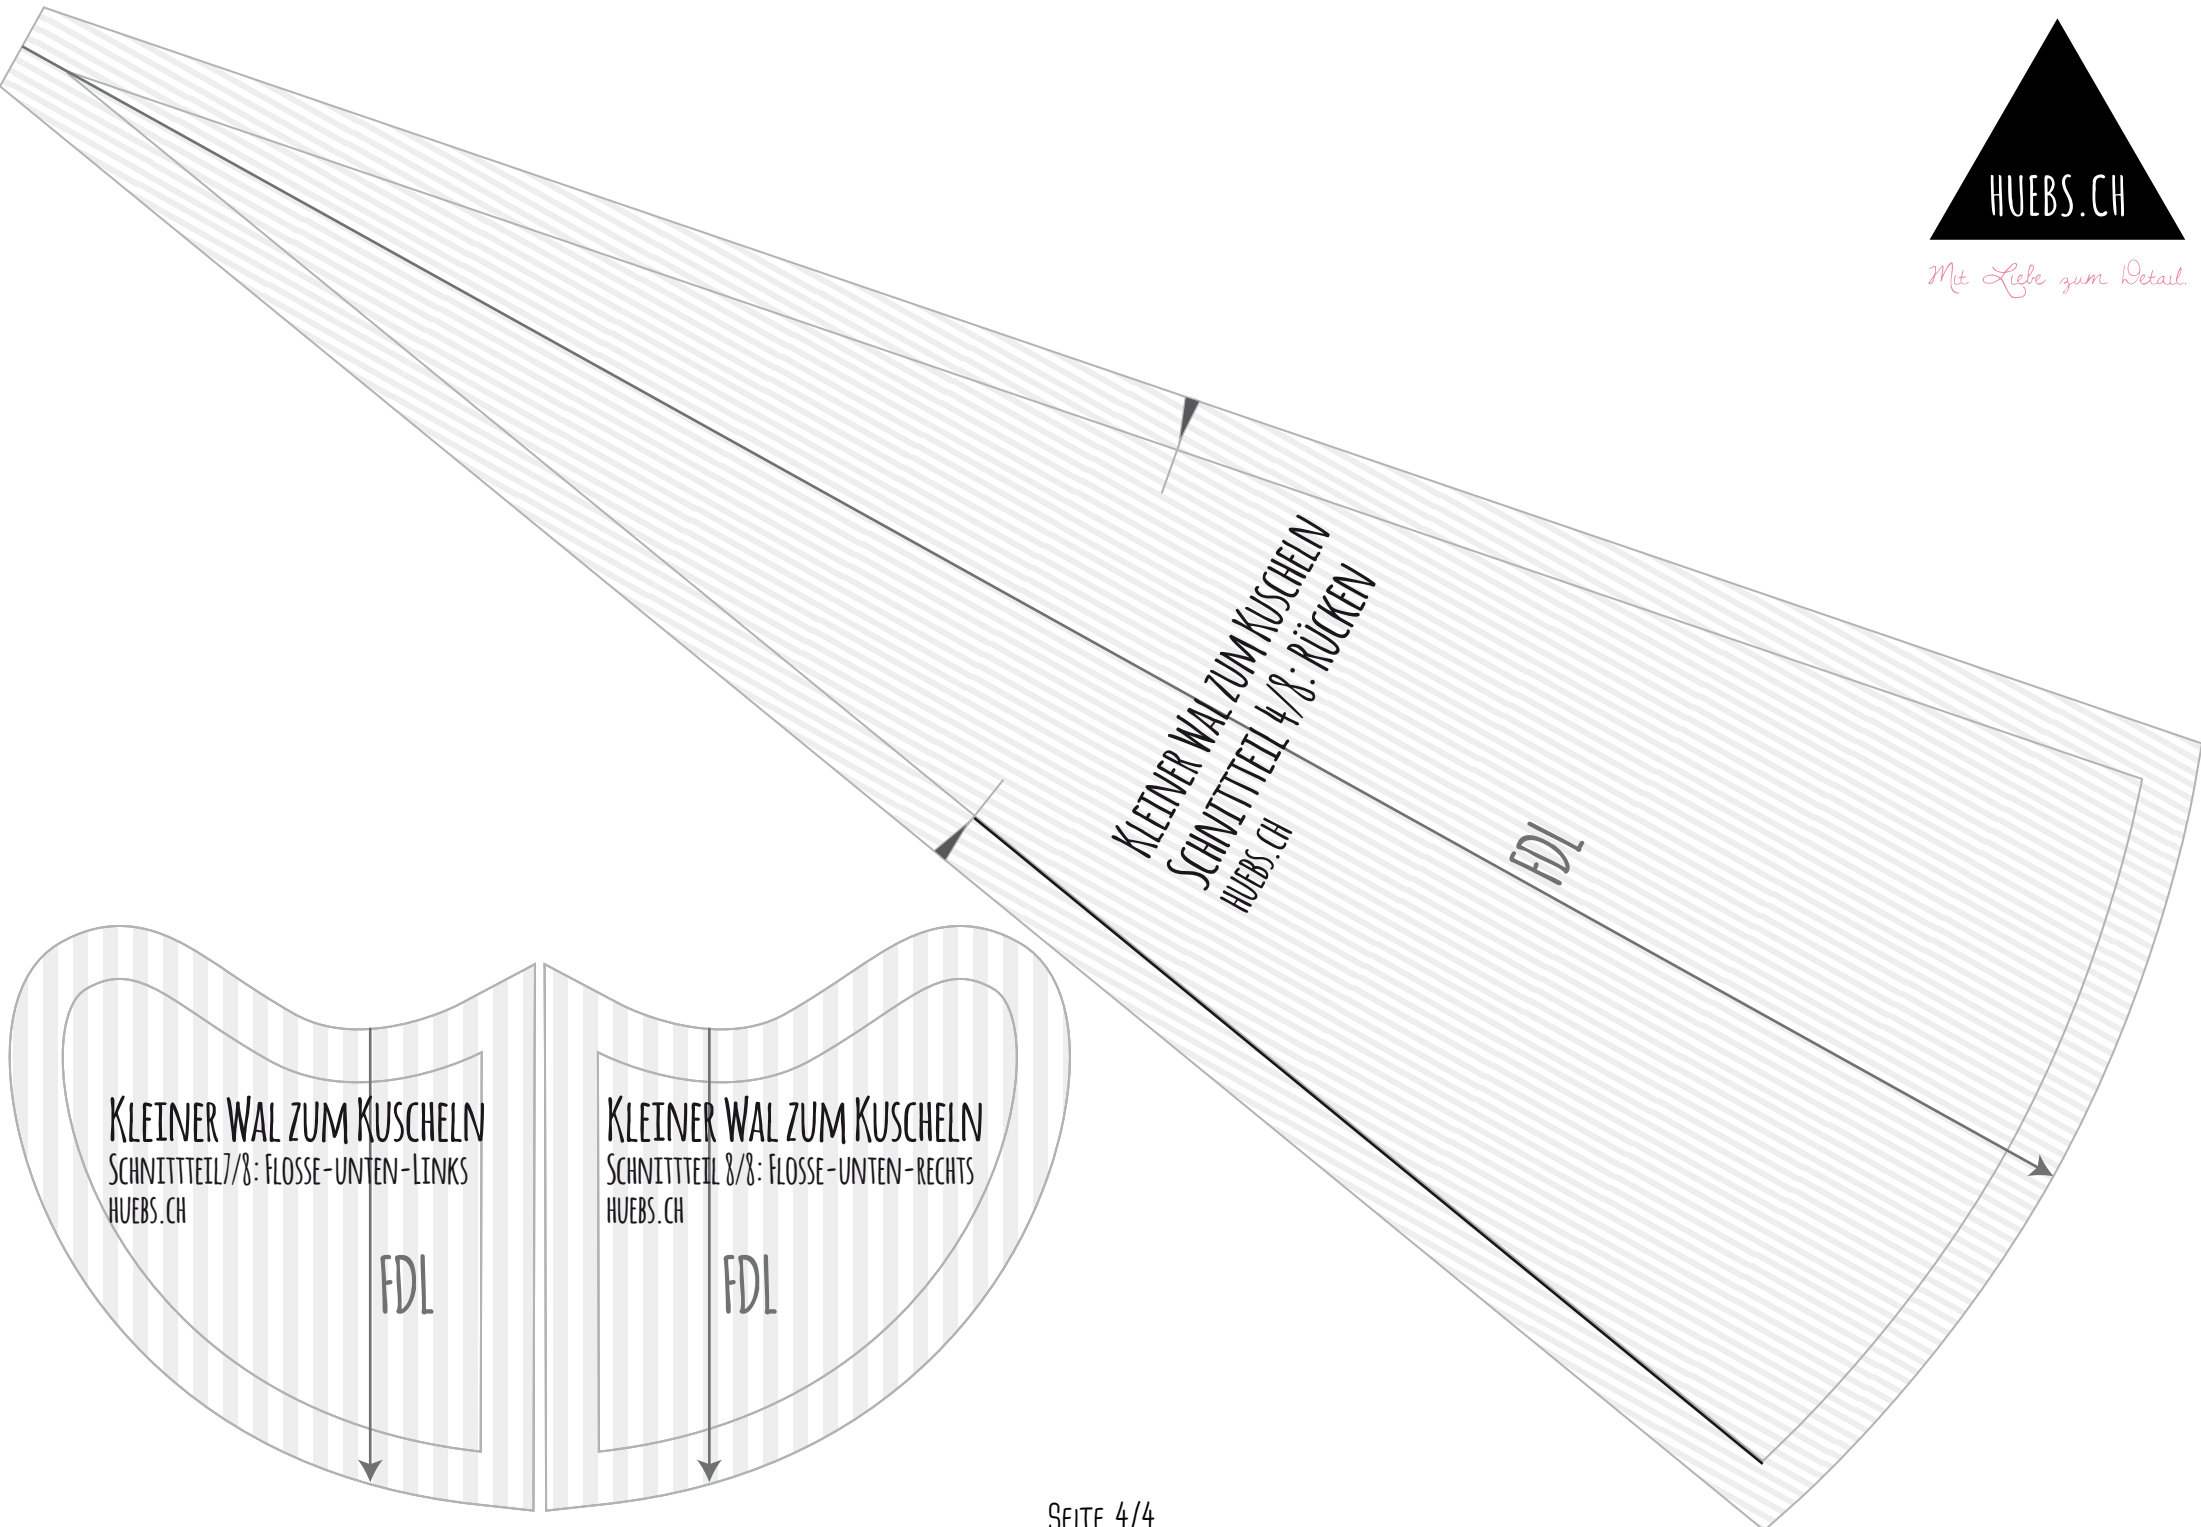 HUEBS.CH
Mit Liebe zum Detail.
Kleiner Wal zum Kuscheln
Schnittteil 4/8: Rücken
huebs.ch
FDL
Kleiner Wal zum Kuscheln
Schnittteil7/8: Flosse-unten-Links
huebs.ch
FDL
Kleiner Wal zum Kuscheln
Schnittteil 8/8: Flosse-unten-rechts
huebs.ch
FDL
Seite 4/4